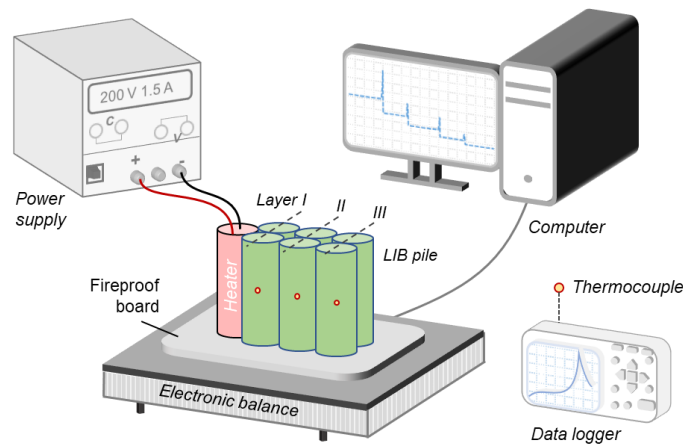 200 V 1.5 A
C
V
+
-
Power
supply
Layer I
II
III
Heater
LIB pile
Computer
Fireproof
board
Thermocouple
Electronic balance
Data logger